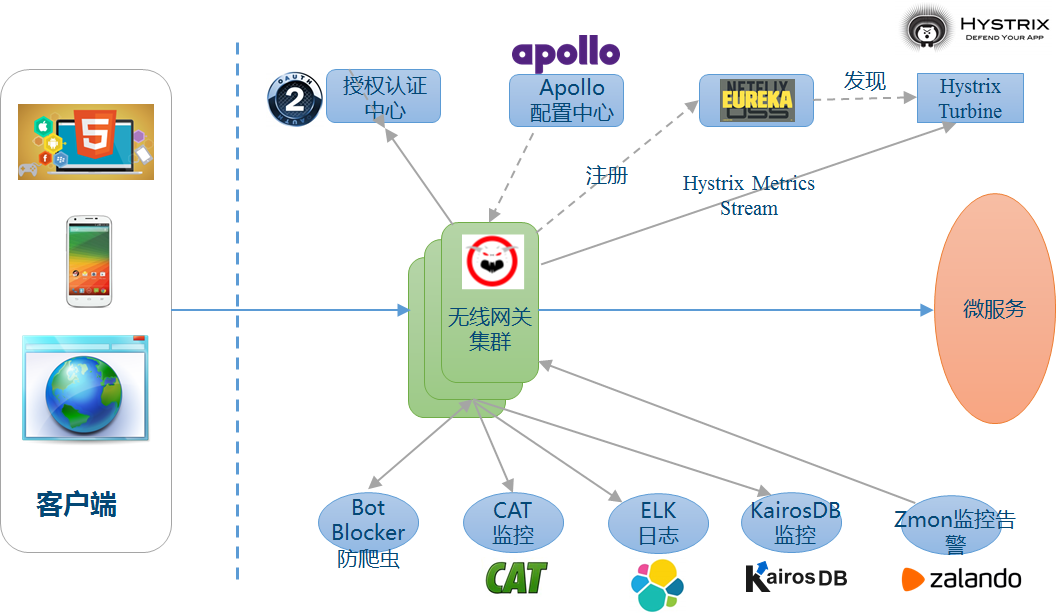 HYSTRIX
DEFEND YOUR APP
apollo
OAUTH
2
AUTH
授权认证
中心
Apollo
配置中心
NETFLIX
EUREKA
OSS
发现
Hystrix
Turbine
5
注册
Hystrix Metrics
Stream
无线网关
集群
微服务
客户端
Bot
Blocker
防爬虫
CAT
监控
ELK
日志
KairosDB
监控
Zmon监控告
警
CAT
KairosDB
zalando